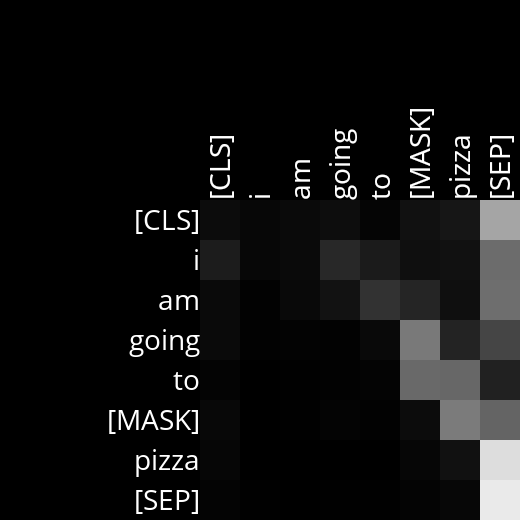 [CLS]
i
am
going
to
[MASK]
pizza
[SEP]
[CLS]
i
am
going
to
[MASK]
pizza
[SEP]